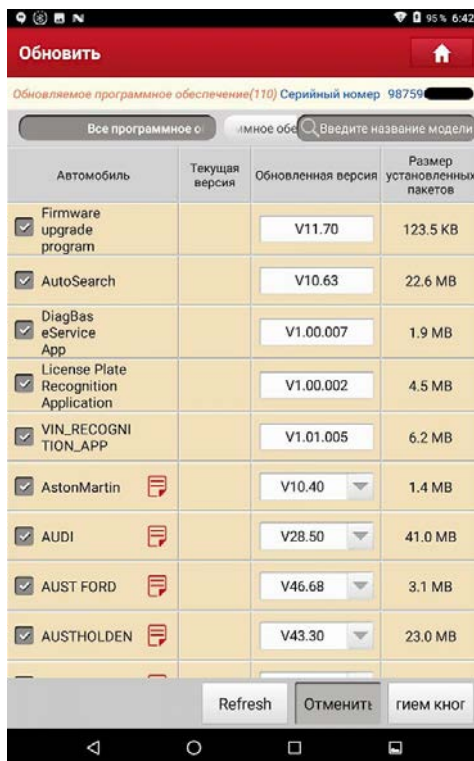 95 % 6:42
Обновить
Обновляемое программное обеспечение(110) Серийный номер 98759
Все программное о
ммное обе
Введите название модели
Автомобиль
Текущая
версия
Обновленная версия
Размер
установленных
пакетов
Firmware
upgrade
program
V11.70
123.5 KB
AutoSearch
V10.63
22.6 MB
DiagBas
eService
App
V1.00.007
1.9 MB
License Plate
Recognition
Application
V1.00.002
4.5 MB
VIN_RECOGNI
TION_APP
V1.01.005
6.2 MB
AstonMartin
V10.40
1.4 MB
AUDI
V28.50
41.0 MB
AUST FORD
V46.68
3.1 MB
AUSTHOLDEN
V43.30
23.0 MB
Refresh
Отменить
гием кног